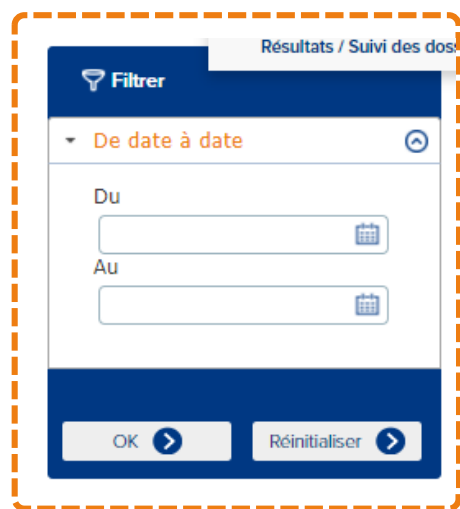 Résultats / Suivi des dos
Filtrer
De date à date
Du
Au
OK
Réinitialiser